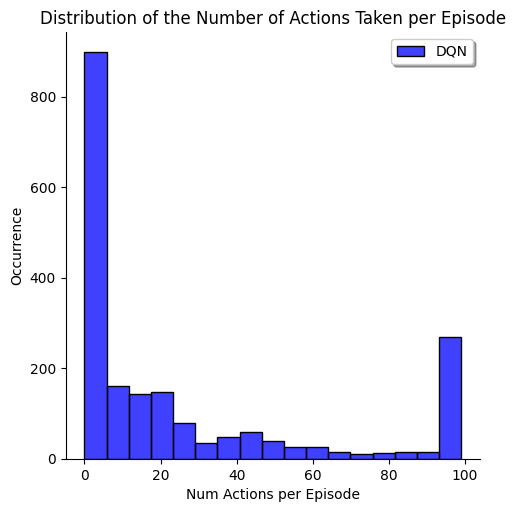 Distribution of the Number of Actions Taken per Episode
DQN
800
600
400
200
0
Occurrence
0 20 40 60 80 100
Num Actions per Episode